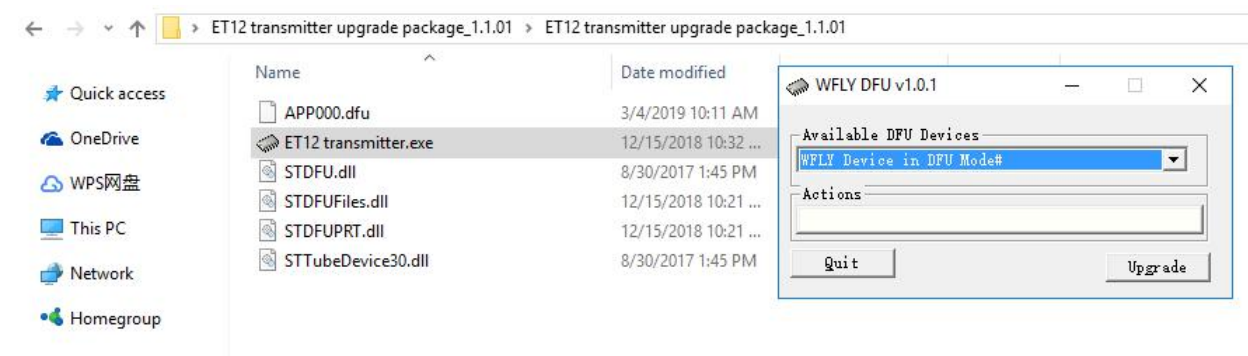 ET12 transmitter upgrade package_1.1.01 › ET12 transmitter upgrade package_1.1.01
Quick access
OneDrive
WPS网盘
This PC
Network
Homegroup
Name Date modified
APP000.dfu 3/4/2019 10:11 AM
ET12 transmitter.exe 12/15/2018 10:32 ...
STDFU.dll 8/30/2017 1:45 PM
STDFUFiles.dll 12/15/2018 10:21 ...
STDFUPRT.dll 12/15/2018 10:21 ...
STTubeDevice30.dll 8/30/2017 1:45 PM
WFLY DFU v1.0.1
Available DFU Devices
WFLY Device in DFU Mode#
Actions
Quit Upgrade